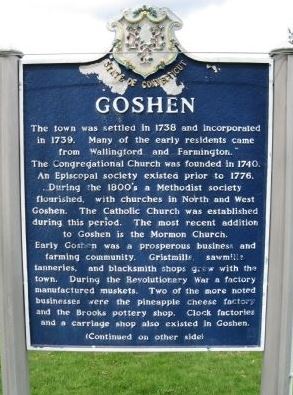 STATE OF CONNECTICUT
GOSHEN
The town was settled in 1738 and incorporated
in 1739. Many of the early residents came
from Wallingford and Farmington.
The Congregational Church was founded in 1740.
An Episcopal society existed prior to 1776.
During the 1800's a Methodist society
flourished, with churches in North and West
Goshen. The Catholic Church was established
during this period. The most recent addition
to Goshen is the Mormon Church.
Early Goshen was a prosperous business and
farming community. Gristmills, sawmills
tanneries, and blacksmith shops grew with the
town. During the Revolutionary War a factory
manufactured muskets. Two of the more noted
businesses were the pineapple cheese factory
and the Brooks pottery shop. Clock factories
and a carriage shop also existed in Goshen.
(Continued on other side)